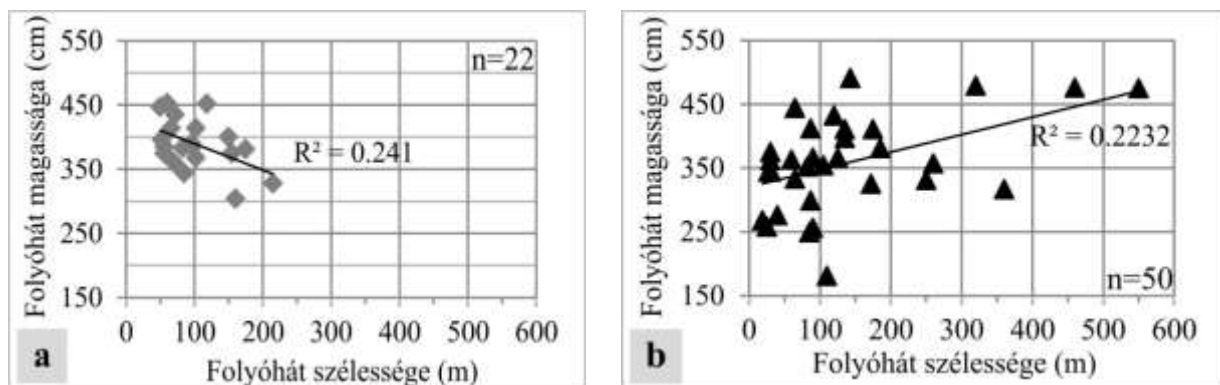 Folyóhát magassága (cm)
550
450
350
250
150
n=22
R² = 0.241
0 100 200 300 400 500 600
a
Folyóhát szélessége (m)
Folyóhát magassága (cm)
550
450
350
250
150
R² = 0.2232
n=50
0 100 200 300 400 500 600
b
Folyóhát szélessége (m)